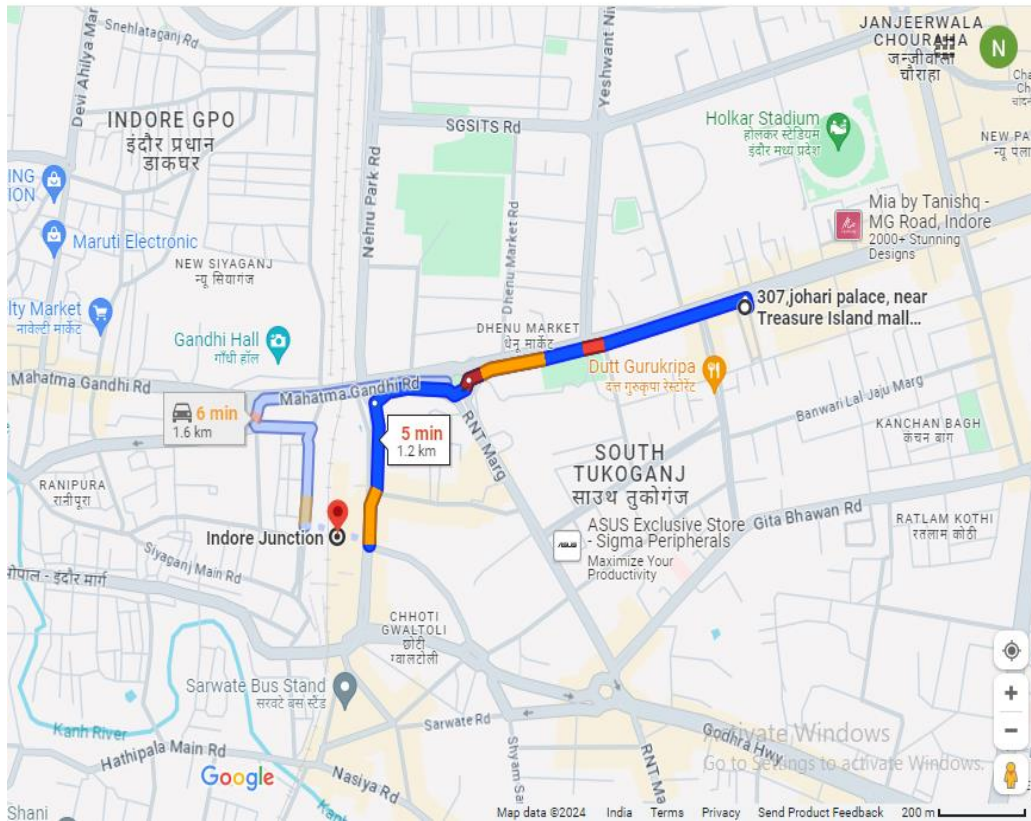 Snehlataganj Rd
Devi Ahilya Mar
INDORE GPO
इंदौर प्रधान
डाकघर
Nehru Park Rd
SGSITS Rd
Yeshwant Niw
JANJEERWALA
CHOURAHA
जन्जीरवाला
चौराहा
N
Holkar Stadium
होलकर स्टेडियम
इंदौर मध्य प्रदेश
NEW PA
न्यू पला
Mia by Tanishq -
MG Road, Indore
2000+ Stunning
Designs
ING
ION
Maruti Electronic
NEW SIYAGANJ
न्यू सियागंज
Dhenu Market Rd
lty Market
नावेल्टी मार्केट
Gandhi Hall
गाँधी हॉल
DHENU MARKET
धेनू मार्केट
307,johari palace, near
Treasure Island mall...
Mahatma Gandhi Rd
Mahatma Gandhi Rd
Dutt Gurukripa
दत्त गुरुकृपा रेस्टोरेंट
6 min
1.6 km
5 min
1.2 km
RNT Marg
Banwari Lal Jaju Marg
KANCHAN BAGH
कंचन बाग
SOUTH
TUKOGANJ
साउथ तुकोगंज
RANIPURA
रानीपूरा
Gita Bhawan Rd
RATLAM KOTHI
रतलाम कोठी
Indore Junction
ASUS Exclusive Store
- Sigma Peripherals
Maximize Your
Productivity
ASUS
Siyaganj Main Rd
भोपाल - इंदौर मार्ग
CHHOTI
GWALTOLI
छोटी
ग्वालटोली
Sarwate Bus Stand
सरवटे बस स्टैंड
Sarwate Rd
Kanh River
Hathipala Main Rd
Nasiya Rd
Shyam Sa
RNT Ma
Godhra Hwy
Activate Windows
Go to Settings to activate Windows.
Google
Shani
Kanh
Map data ©2024 India Terms Privacy Send Product Feedback 200 m